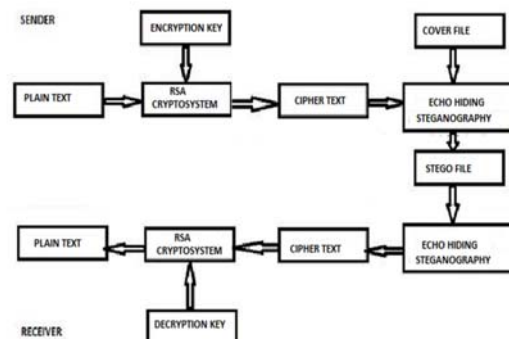 SENDER
ENCRYPTION KEY
COVER FILE
PLAIN TEXT
RSA
CRYPTOSYSTEM
CIPHER TEXT
ECHO HIDING
STEGANOGRAPHY
STEGO FILE
PLAIN TEXT
RSA
CRYPTOSYSTEM
CIPHER TEXT
ECHO HIDING
STEGANOGRAPHY
RECEIVER
DECRYPTION KEY